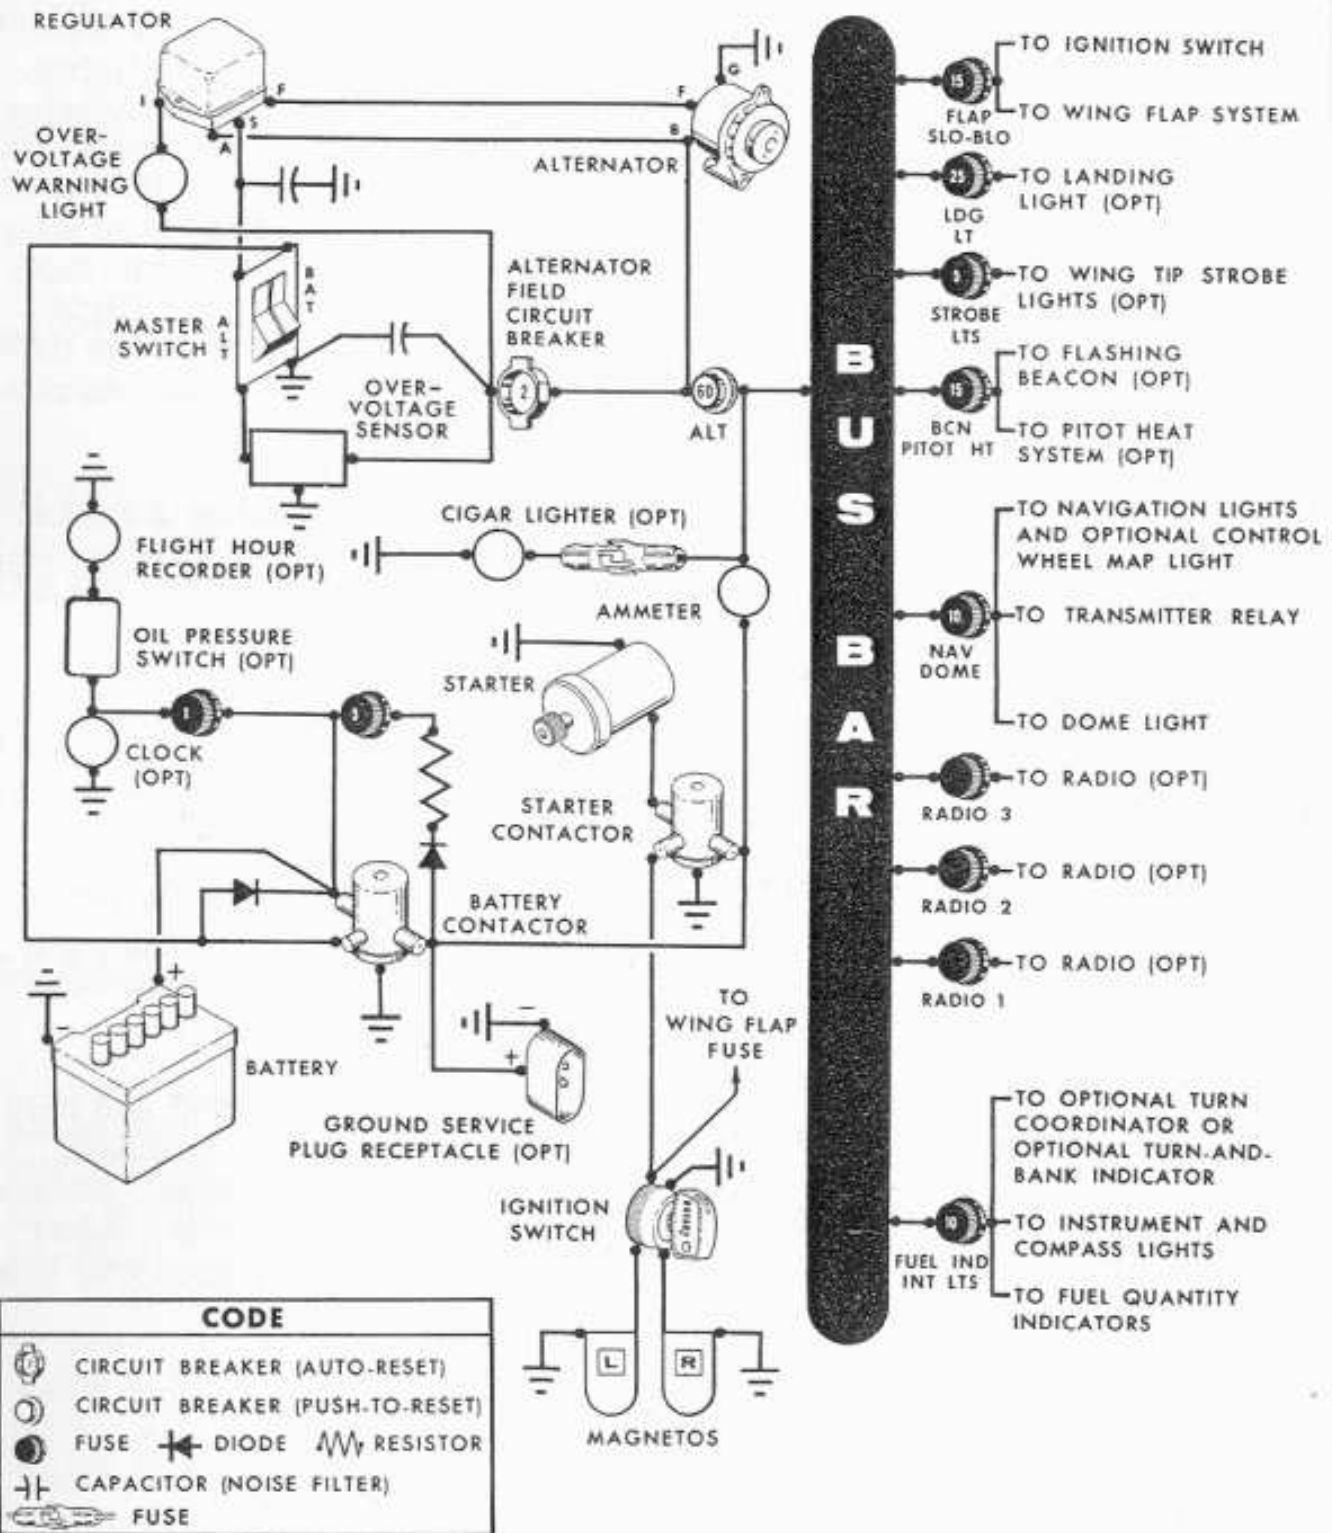 REGULATOR
I
F
S
A
OVER-
VOLTAGE
WARNING
LIGHT
G
F
B
ALTERNATOR
BAT
ALT
MASTER
SWITCH
ALTERNATOR
FIELD
CIRCUIT
BREAKER
2
60
ALT
OVER-
VOLTAGE
SENSOR
FLIGHT HOUR
RECORDER (OPT)
OIL PRESSURE
SWITCH (OPT)
CLOCK
(OPT)
CIGAR LIGHTER (OPT)
AMMETER
STARTER
STARTER
CONTACTOR
BATTERY
CONTACTOR
+
-
BATTERY
-
+
GROUND SERVICE
PLUG RECEPTACLE (OPT)
TO
WING FLAP
FUSE
IGNITION
SWITCH
L
R
MAGNETOS
BUS BAR
15
FLAP
SLO-BLO
TO IGNITION SWITCH
TO WING FLAP SYSTEM
25
LDG
LT
TO LANDING
LIGHT (OPT)
5
STROBE
LTS
TO WING TIP STROBE
LIGHTS (OPT)
15
BCN
PITOT HT
TO FLASHING
BEACON (OPT)
TO PITOT HEAT
SYSTEM (OPT)
10
NAV
DOME
TO NAVIGATION LIGHTS
AND OPTIONAL CONTROL
WHEEL MAP LIGHT
TO TRANSMITTER RELAY
TO DOME LIGHT
RADIO 3
TO RADIO (OPT)
RADIO 2
TO RADIO (OPT)
RADIO 1
TO RADIO (OPT)
10
FUEL IND
INT LTS
TO OPTIONAL TURN
COORDINATOR OR
OPTIONAL TURN-AND-
BANK INDICATOR
TO INSTRUMENT AND
COMPASS LIGHTS
TO FUEL QUANTITY
INDICATORS
CODE
CIRCUIT BREAKER (AUTO-RESET)
CIRCUIT BREAKER (PUSH-TO-RESET)
FUSE DIODE RESISTOR
CAPACITOR (NOISE FILTER)
FUSE